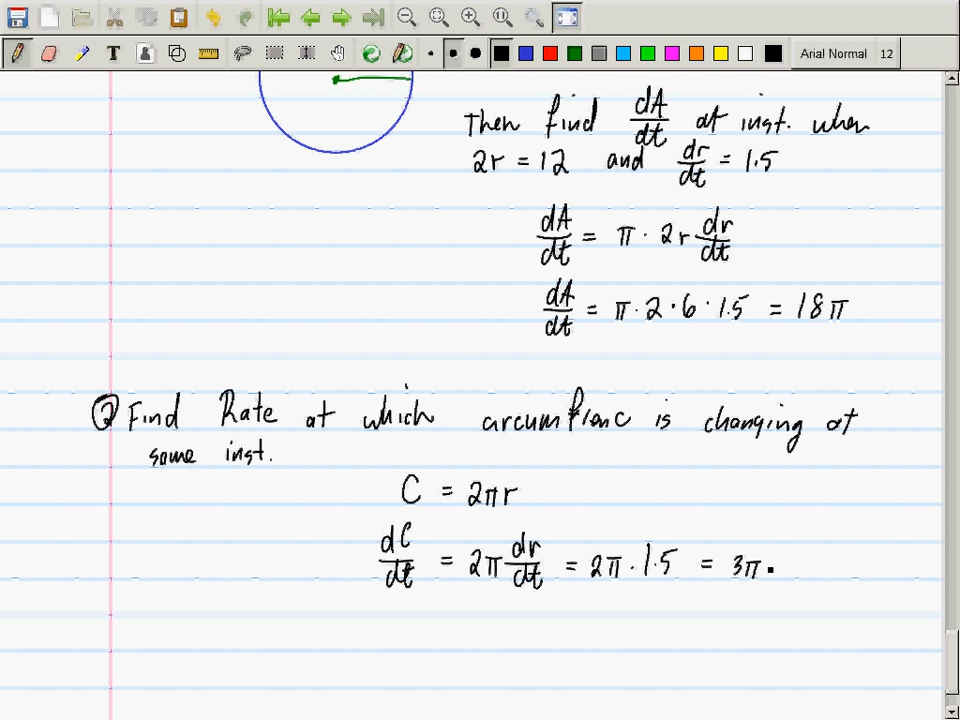 T Arial Normal 12
Then find dA/dt at inst. when
2r = 12 and dr/dt = 1.5
dA/dt = π · 2r dr/dt
dA/dt = π · 2 · 6 · 1.5 = 18π
② Find Rate at which circumfrenc is changing at
same inst.
C = 2πr
dC/dt = 2π dr/dt = 2π · 1.5 = 3π